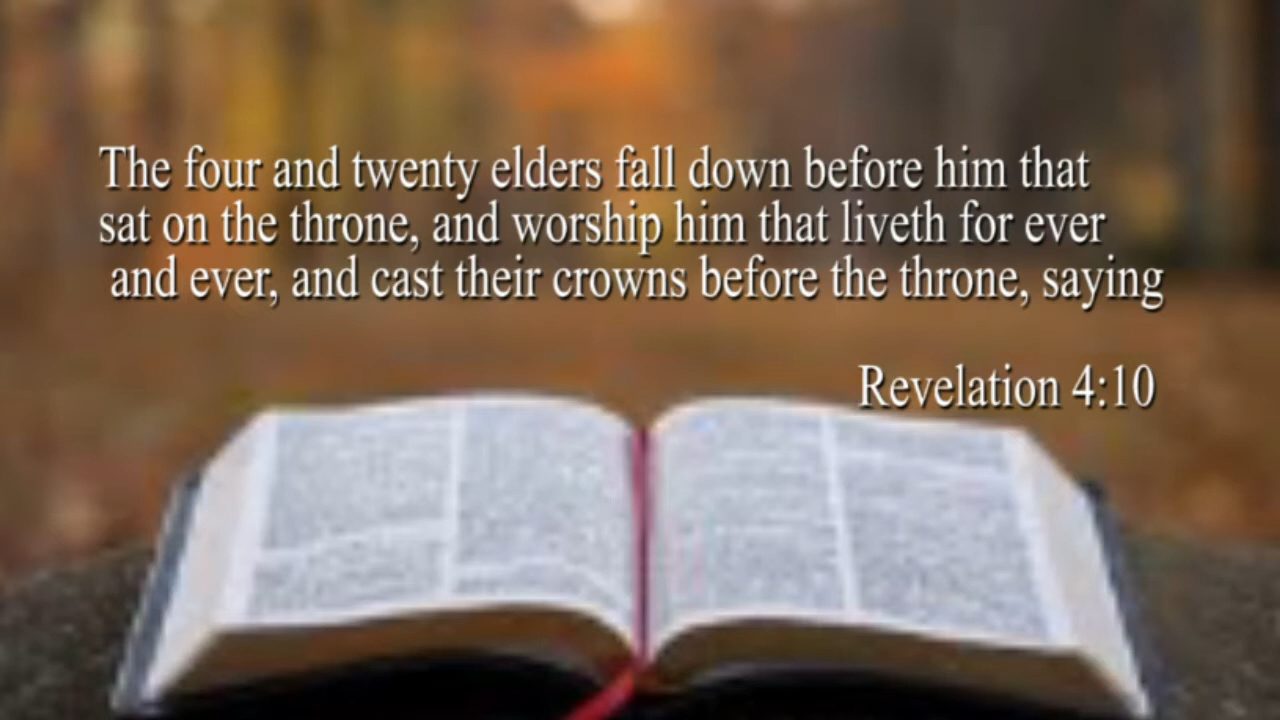 The four and twenty elders fall down before him that
sat on the throne, and worship him that liveth for ever
and ever, and cast their crowns before the throne, saying
Revelation 4:10